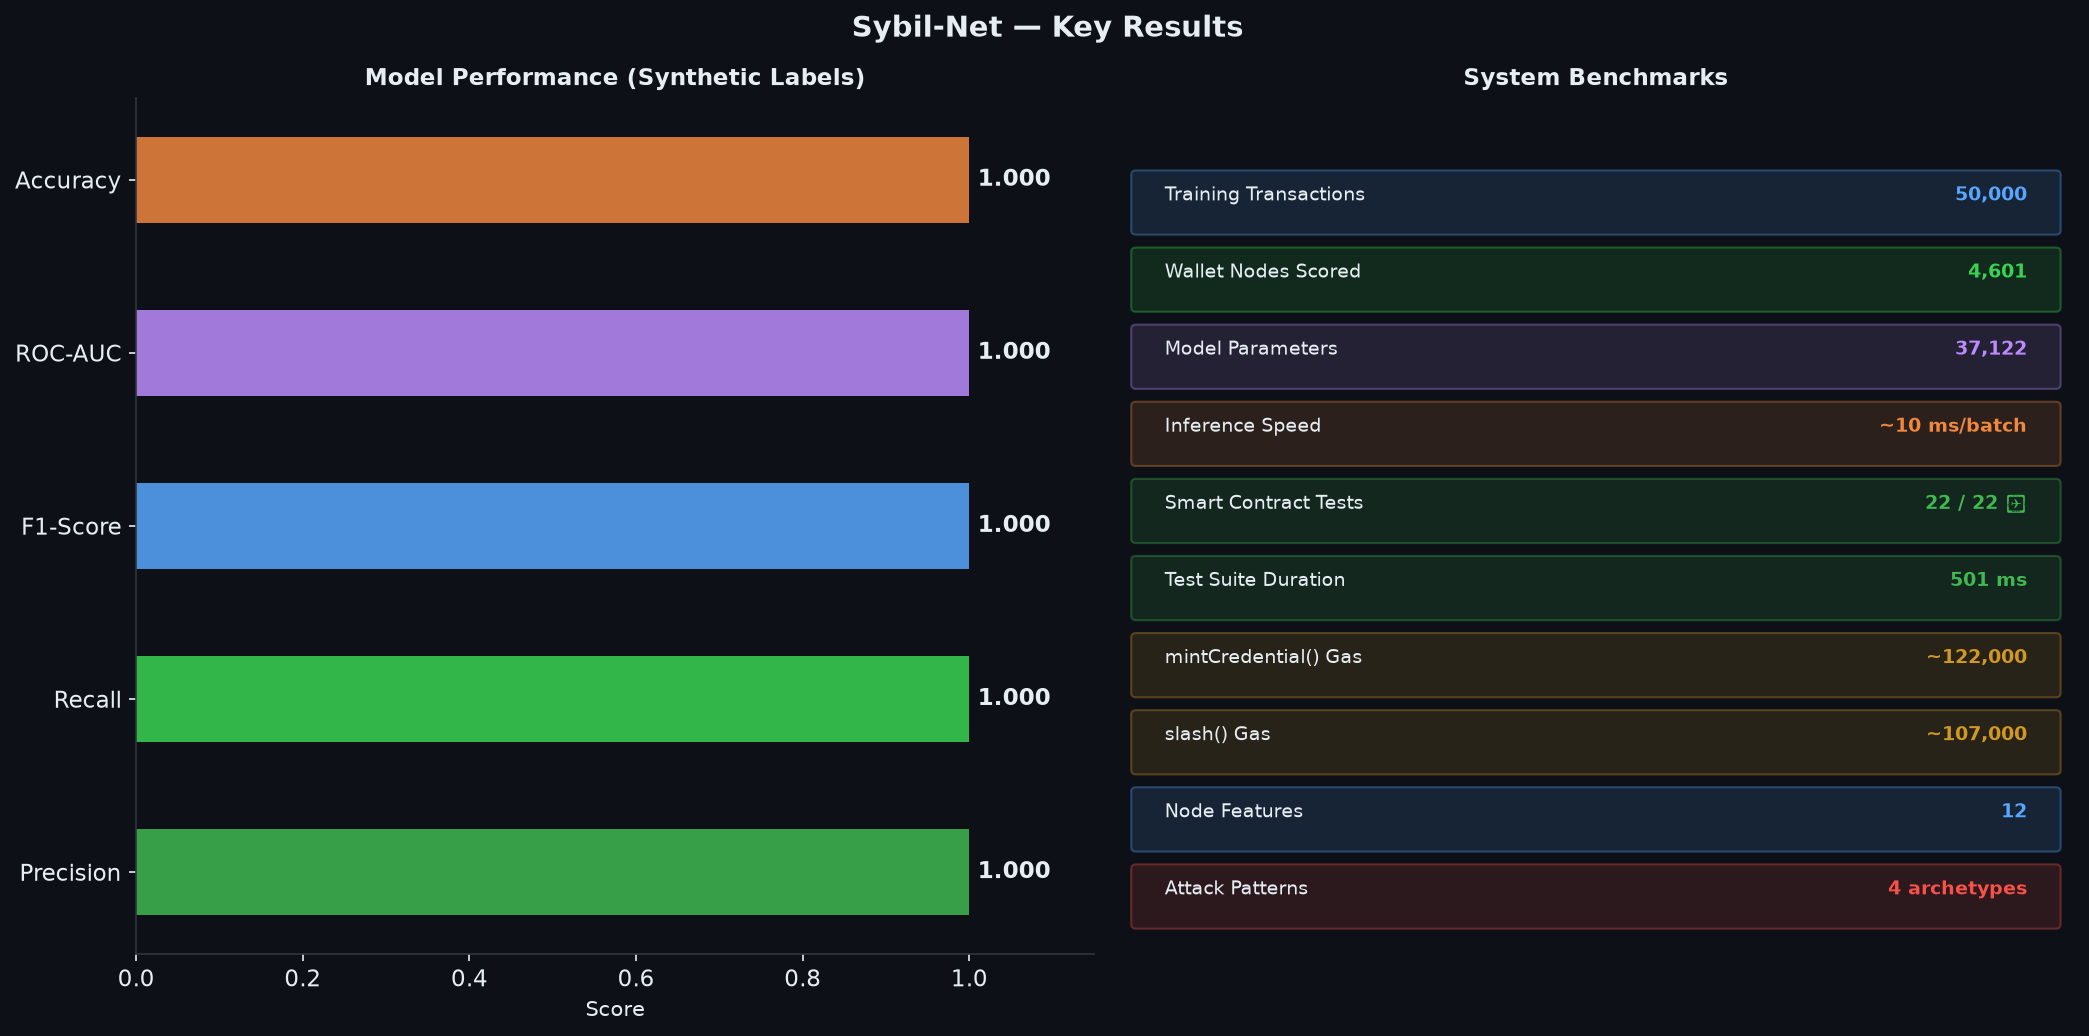 Sybil-Net — Key Results
Model Performance (Synthetic Labels)
Accuracy
1.000
ROC-AUC
1.000
F1-Score
1.000
Recall
1.000
Precision
1.000
0.0 0.2 0.4 0.6 0.8 1.0
Score
System Benchmarks
Training Transactions 50,000
Wallet Nodes Scored 4,601
Model Parameters 37,122
Inference Speed ~10 ms/batch
Smart Contract Tests 22 / 22
Test Suite Duration 501 ms
mintCredential() Gas ~122,000
slash() Gas ~107,000
Node Features 12
Attack Patterns 4 archetypes